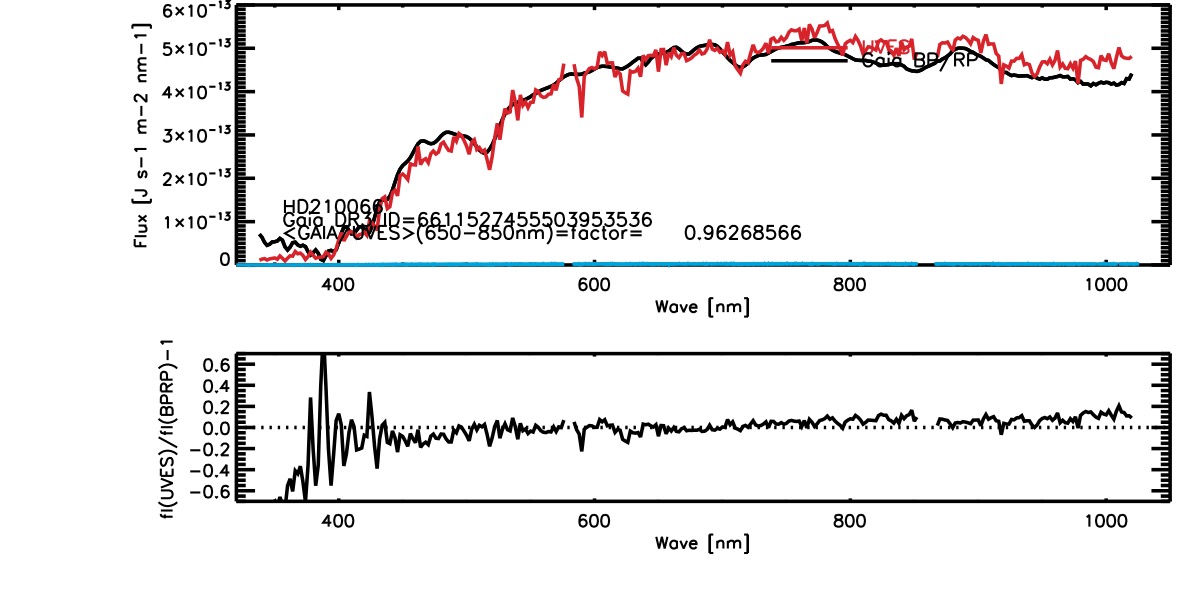 6×10−13
5×10−13
4×10−13
3×10−13
2×10−13
1×10−13
0
Flux [J s−1 m−2 nm−1]
UVES
Gaia BP/RP
HD210066
Gaia DR3 ID=6611527455503953536
<GAIA/UVES>(650−850nm)=factor= 0.96268566
400 600 800 1000
Wave [nm]
fl(UVES)/fl(BPRP)−1
0.6
0.4
0.2
0.0
−0.2
−0.4
−0.6
400 600 800 1000
Wave [nm]